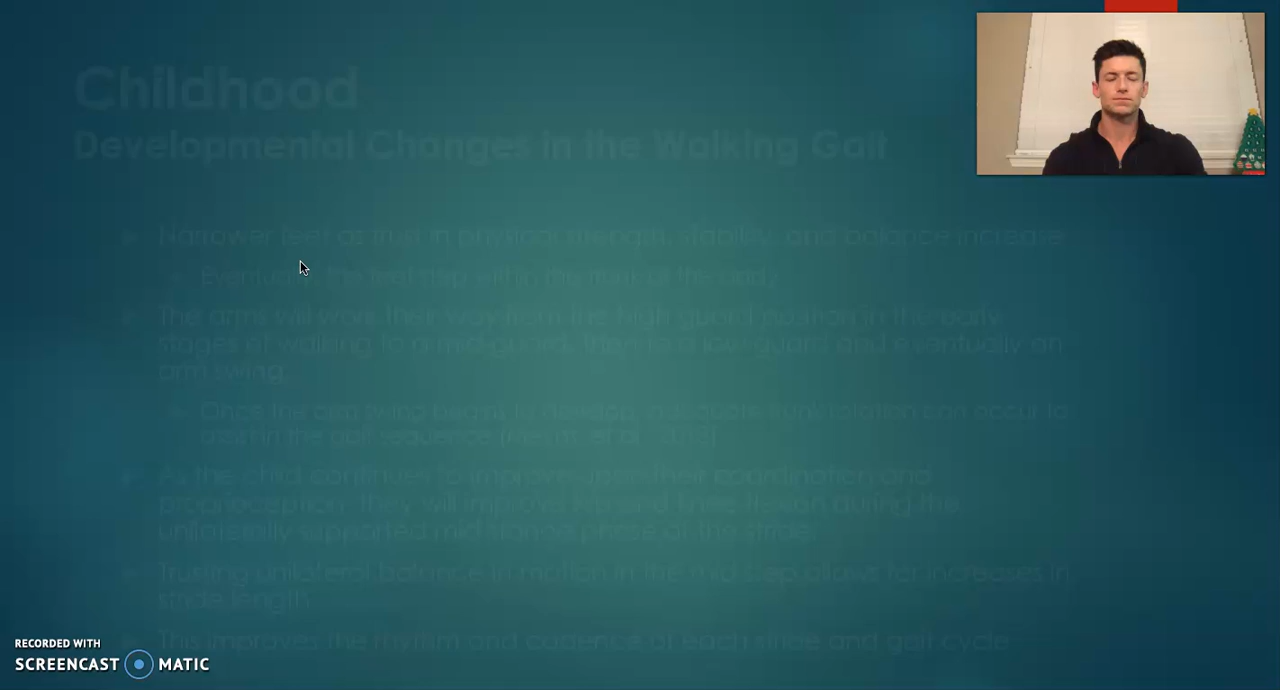 Childhood
Developmental Changes in the Walking Gait
Narrower feet as trust in physical strength, stability, and balance increase
Eventually the feet step within the trunk of the body
The arms will work their way from the high guard position in the early
stages of walking to a mid-guard, then to a low-guard and eventually an
arm swing
Once the arm swing begins to develop, adequate trunk rotation can occur to
the gait sequence
As the child continues to improve upon their coordination and
proprioception, they will improve hip and knee flexion during the
unilaterally supported mid stance phase of the stride
Trusting unilateral balance in motion in the mid step allows for increases in
stride length
This improves the rhythm and cadence of each stride and gait cycle
RECORDED WITH
SCREENCAST MATIC